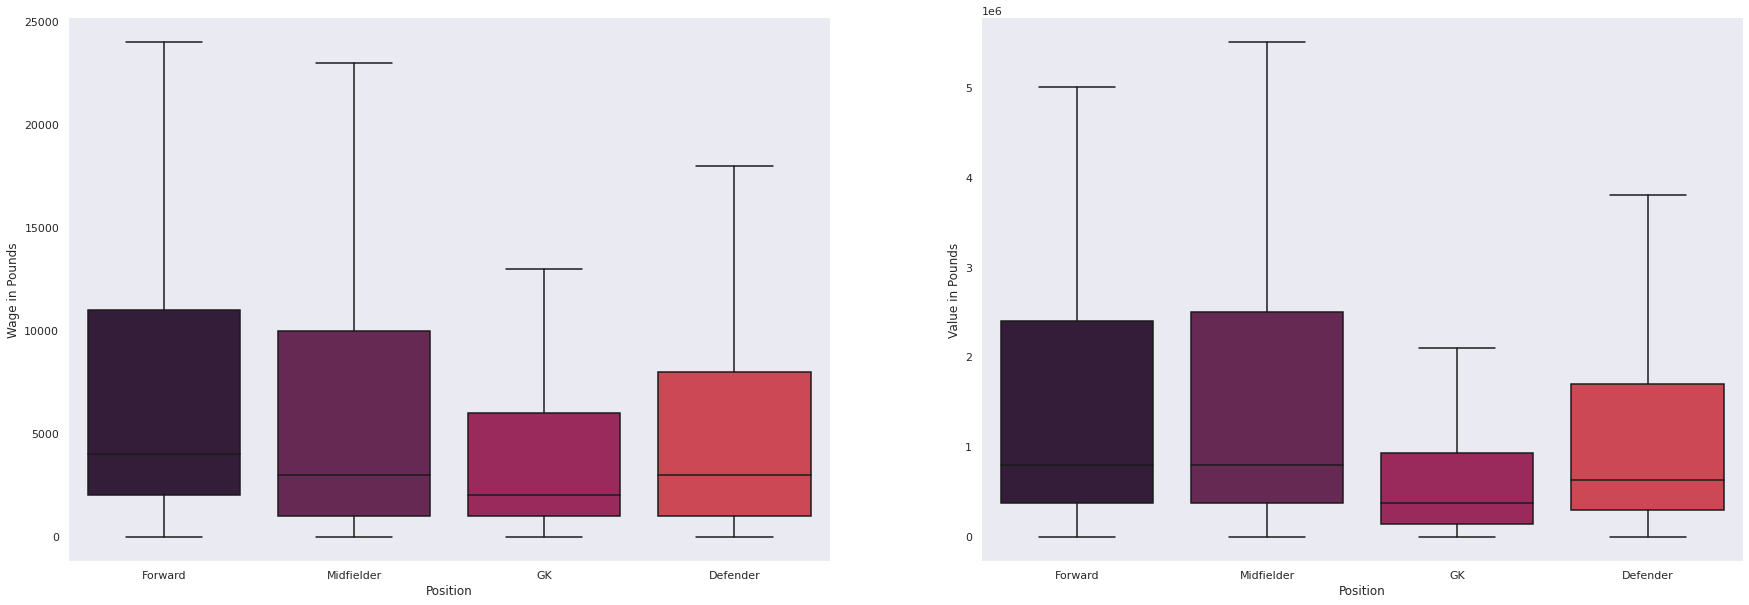 25000
20000
15000
10000
5000
0
Wage in Pounds
Forward Midfielder GK Defender
Position
1e6
5
4
3
2
1
0
Value in Pounds
Forward Midfielder GK Defender
Position